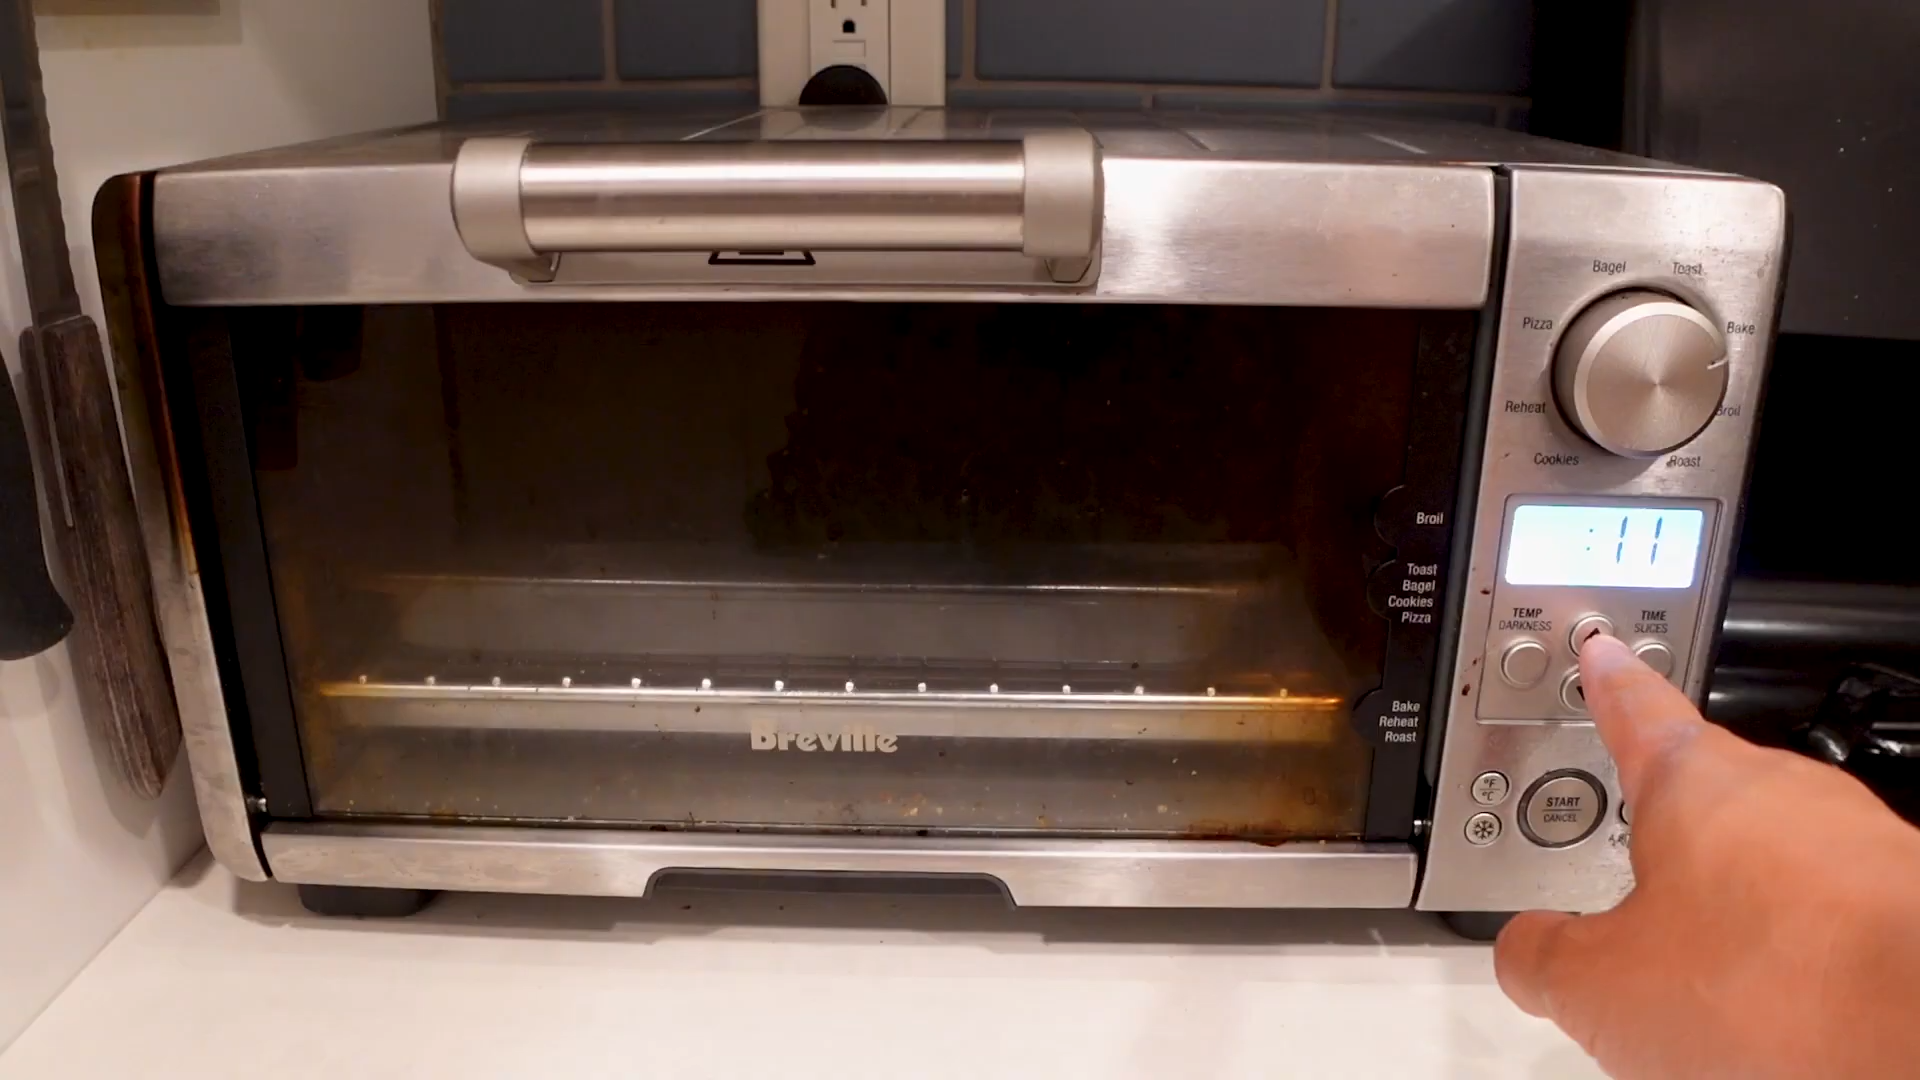 Bagel
Toast
Pizza
Bake
Reheat
Broil
Cookies
Roast
:11
TEMP
DARKNESS
TIME
SLICES
Broil
Toast
Bagel
Cookies
Pizza
Bake
Reheat
Roast
Breville
°F
°C
START
CANCEL